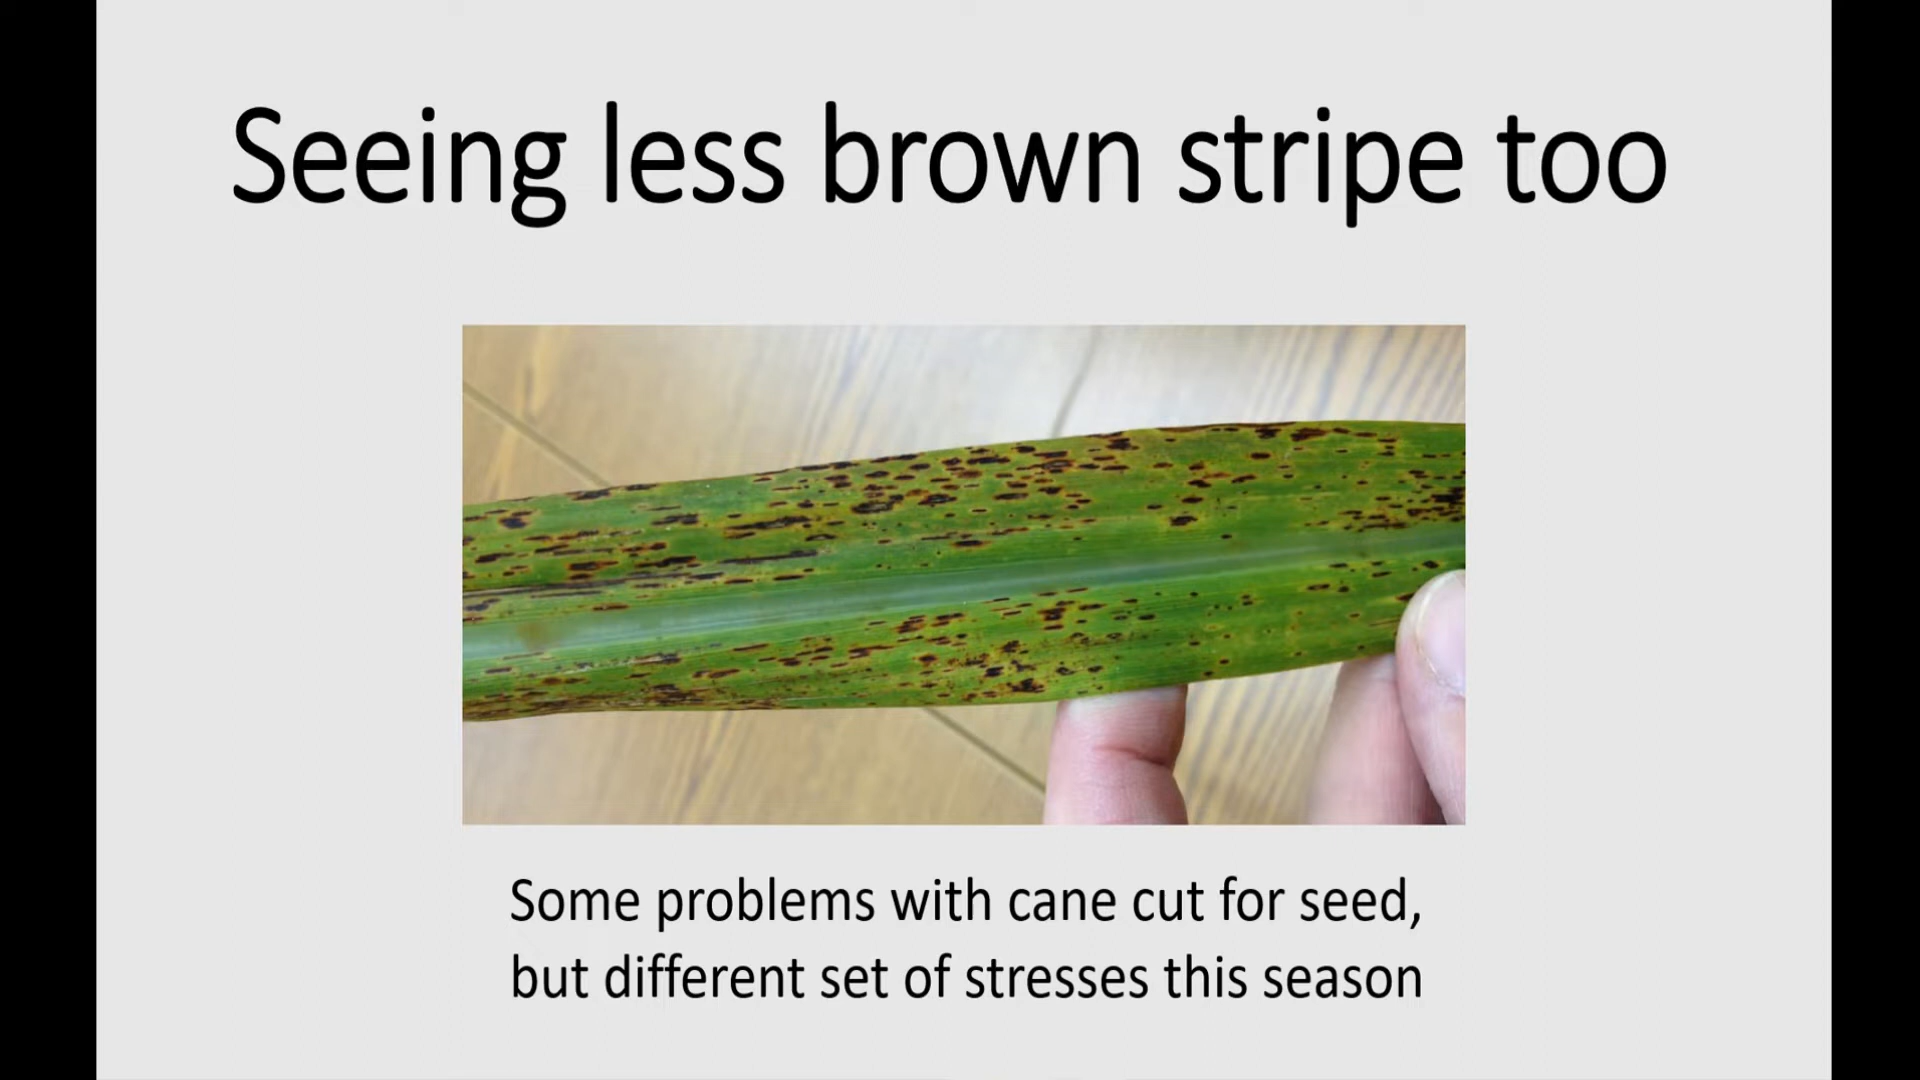 Seeing less brown stripe too
Some problems with cane cut for seed,
but different set of stresses this season